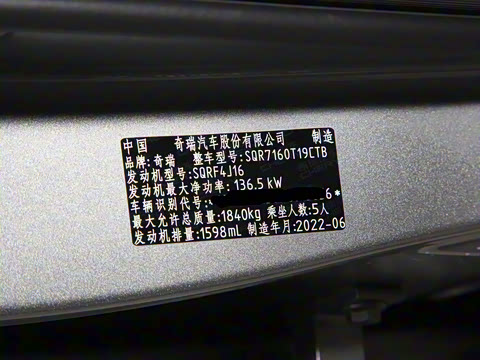 中国 奇瑞汽车股份有限公司 制造
品牌:奇瑞 整车型号:SQR7160T19CTB
发动机型号:SQRF4J16
发动机最大净功率: 136.5 kW
车辆识别代号: 6*
最大允许总质量:1840kg 乘坐人数:5人
发动机排量:1598mL 制造年月:2022-06